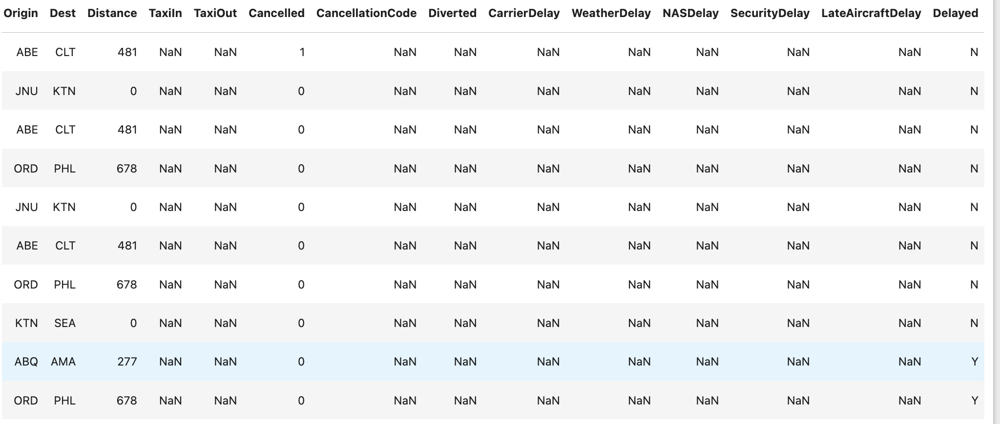 Origin Dest Distance TaxiIn TaxiOut Cancelled CancellationCode Diverted CarrierDelay WeatherDelay NASDelay SecurityDelay LateAircraftDelay Delayed
ABE CLT 481 NaN NaN 1 NaN NaN NaN NaN NaN NaN NaN N
JNU KTN 0 NaN NaN 0 NaN NaN NaN NaN NaN NaN NaN N
ABE CLT 481 NaN NaN 0 NaN NaN NaN NaN NaN NaN NaN N
ORD PHL 678 NaN NaN 0 NaN NaN NaN NaN NaN NaN NaN N
JNU KTN 0 NaN NaN 0 NaN NaN NaN NaN NaN NaN NaN N
ABE CLT 481 NaN NaN 0 NaN NaN NaN NaN NaN NaN NaN N
ORD PHL 678 NaN NaN 0 NaN NaN NaN NaN NaN NaN NaN N
KTN SEA 0 NaN NaN 0 NaN NaN NaN NaN NaN NaN NaN N
ABQ AMA 277 NaN NaN 0 NaN NaN NaN NaN NaN NaN NaN Y
ORD PHL 678 NaN NaN 0 NaN NaN NaN NaN NaN NaN NaN Y